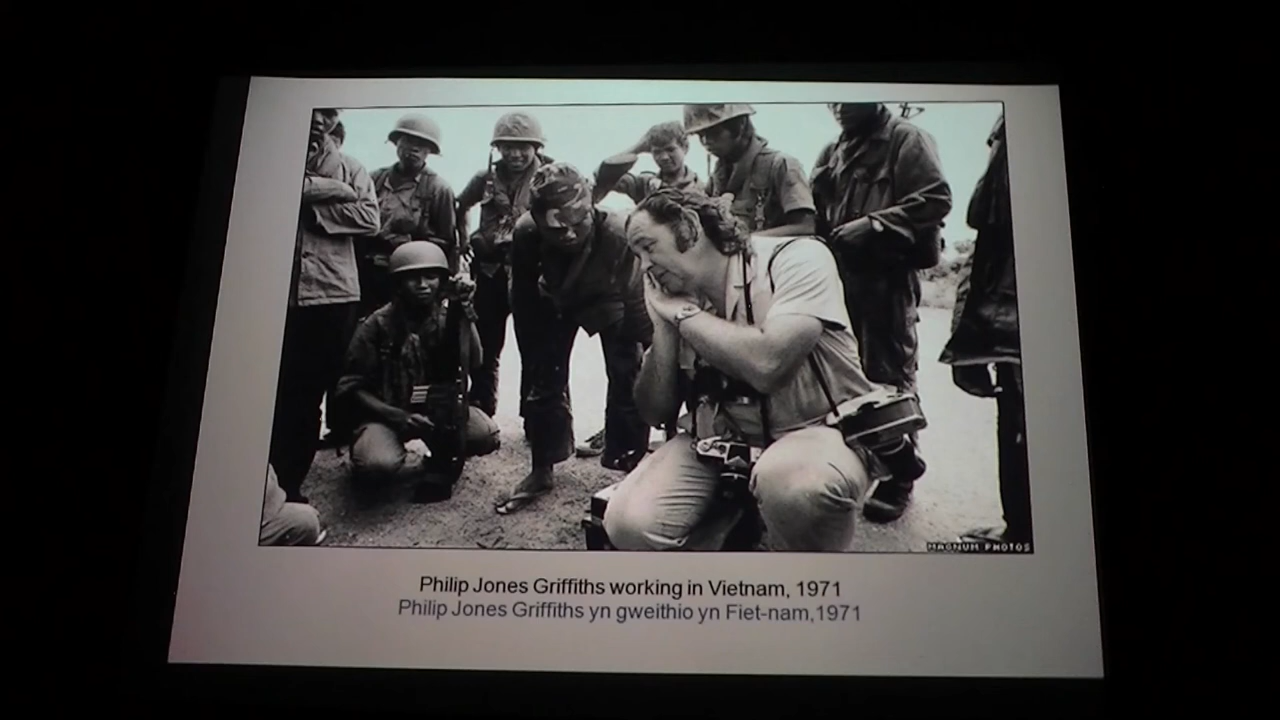 MAGNUM PHOTOS
Philip Jones Griffiths working in Vietnam, 1971
Philip Jones Griffiths yn gweithio yn Fiet-nam,1971